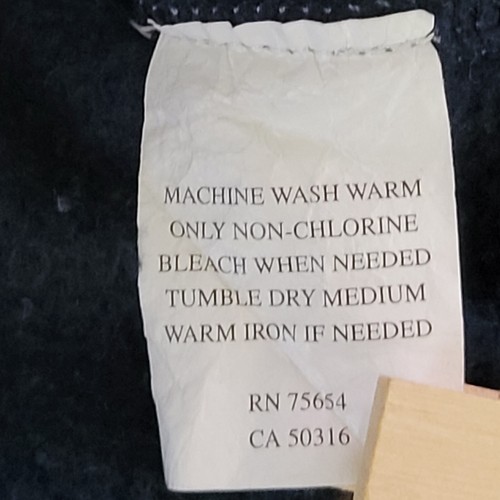 MACHINE WASH WARM
ONLY NON-CHLORINE
BLEACH WHEN NEEDED
TUMBLE DRY MEDIUM
WARM IRON IF NEEDED
RN 75654
CA 50316